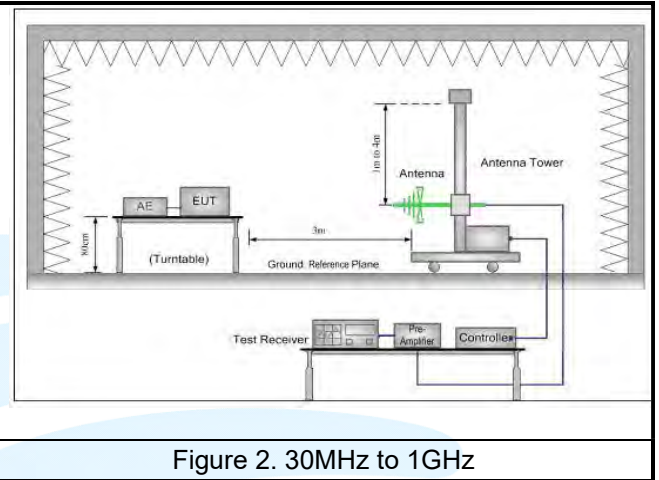 1m to 4m
Antenna
Antenna Tower
AE
EUT
80cm
(Turntable)
3m
Ground Reference Plane
Test Receiver
Pre-
Amplifier
Controller
Figure 2. 30MHz to 1GHz